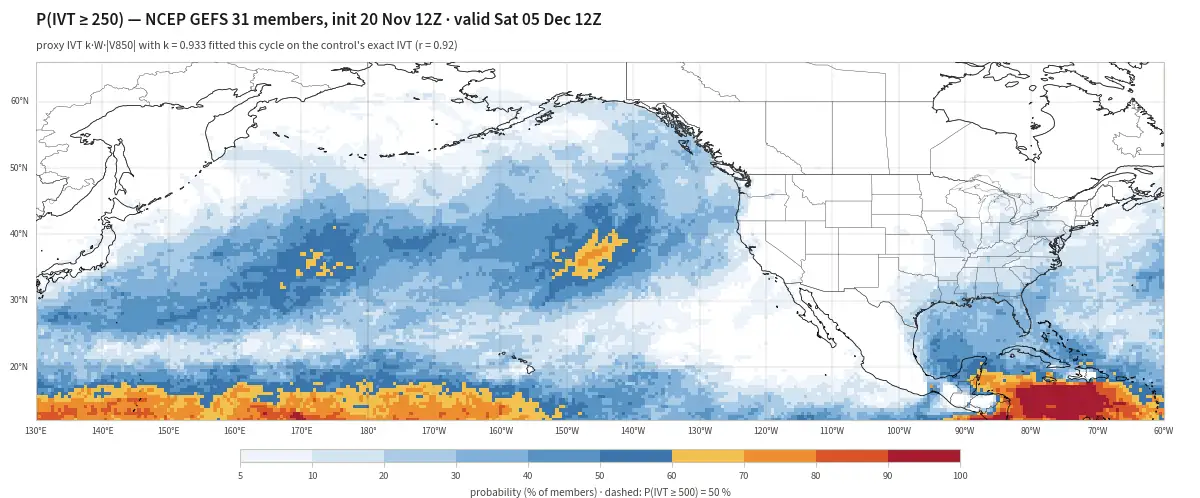 P(IVT ≥ 250) — NCEP GEFS 31 members, init 20 Nov 12Z · valid Sat 05 Dec 12Z
proxy IVT k·W·|V850| with k = 0.933 fitted this cycle on the control's exact IVT (r = 0.92)
60°N
50°N
40°N
30°N
20°N
130°E 140°E 150°E 160°E 170°E 180° 170°W 160°W 150°W 140°W 130°W 120°W 110°W 100°W 90°W 80°W 70°W 60°W
5 10 20 30 40 50 60 70 80 90 100
probability (% of members) · dashed: P(IVT ≥ 500) = 50 %